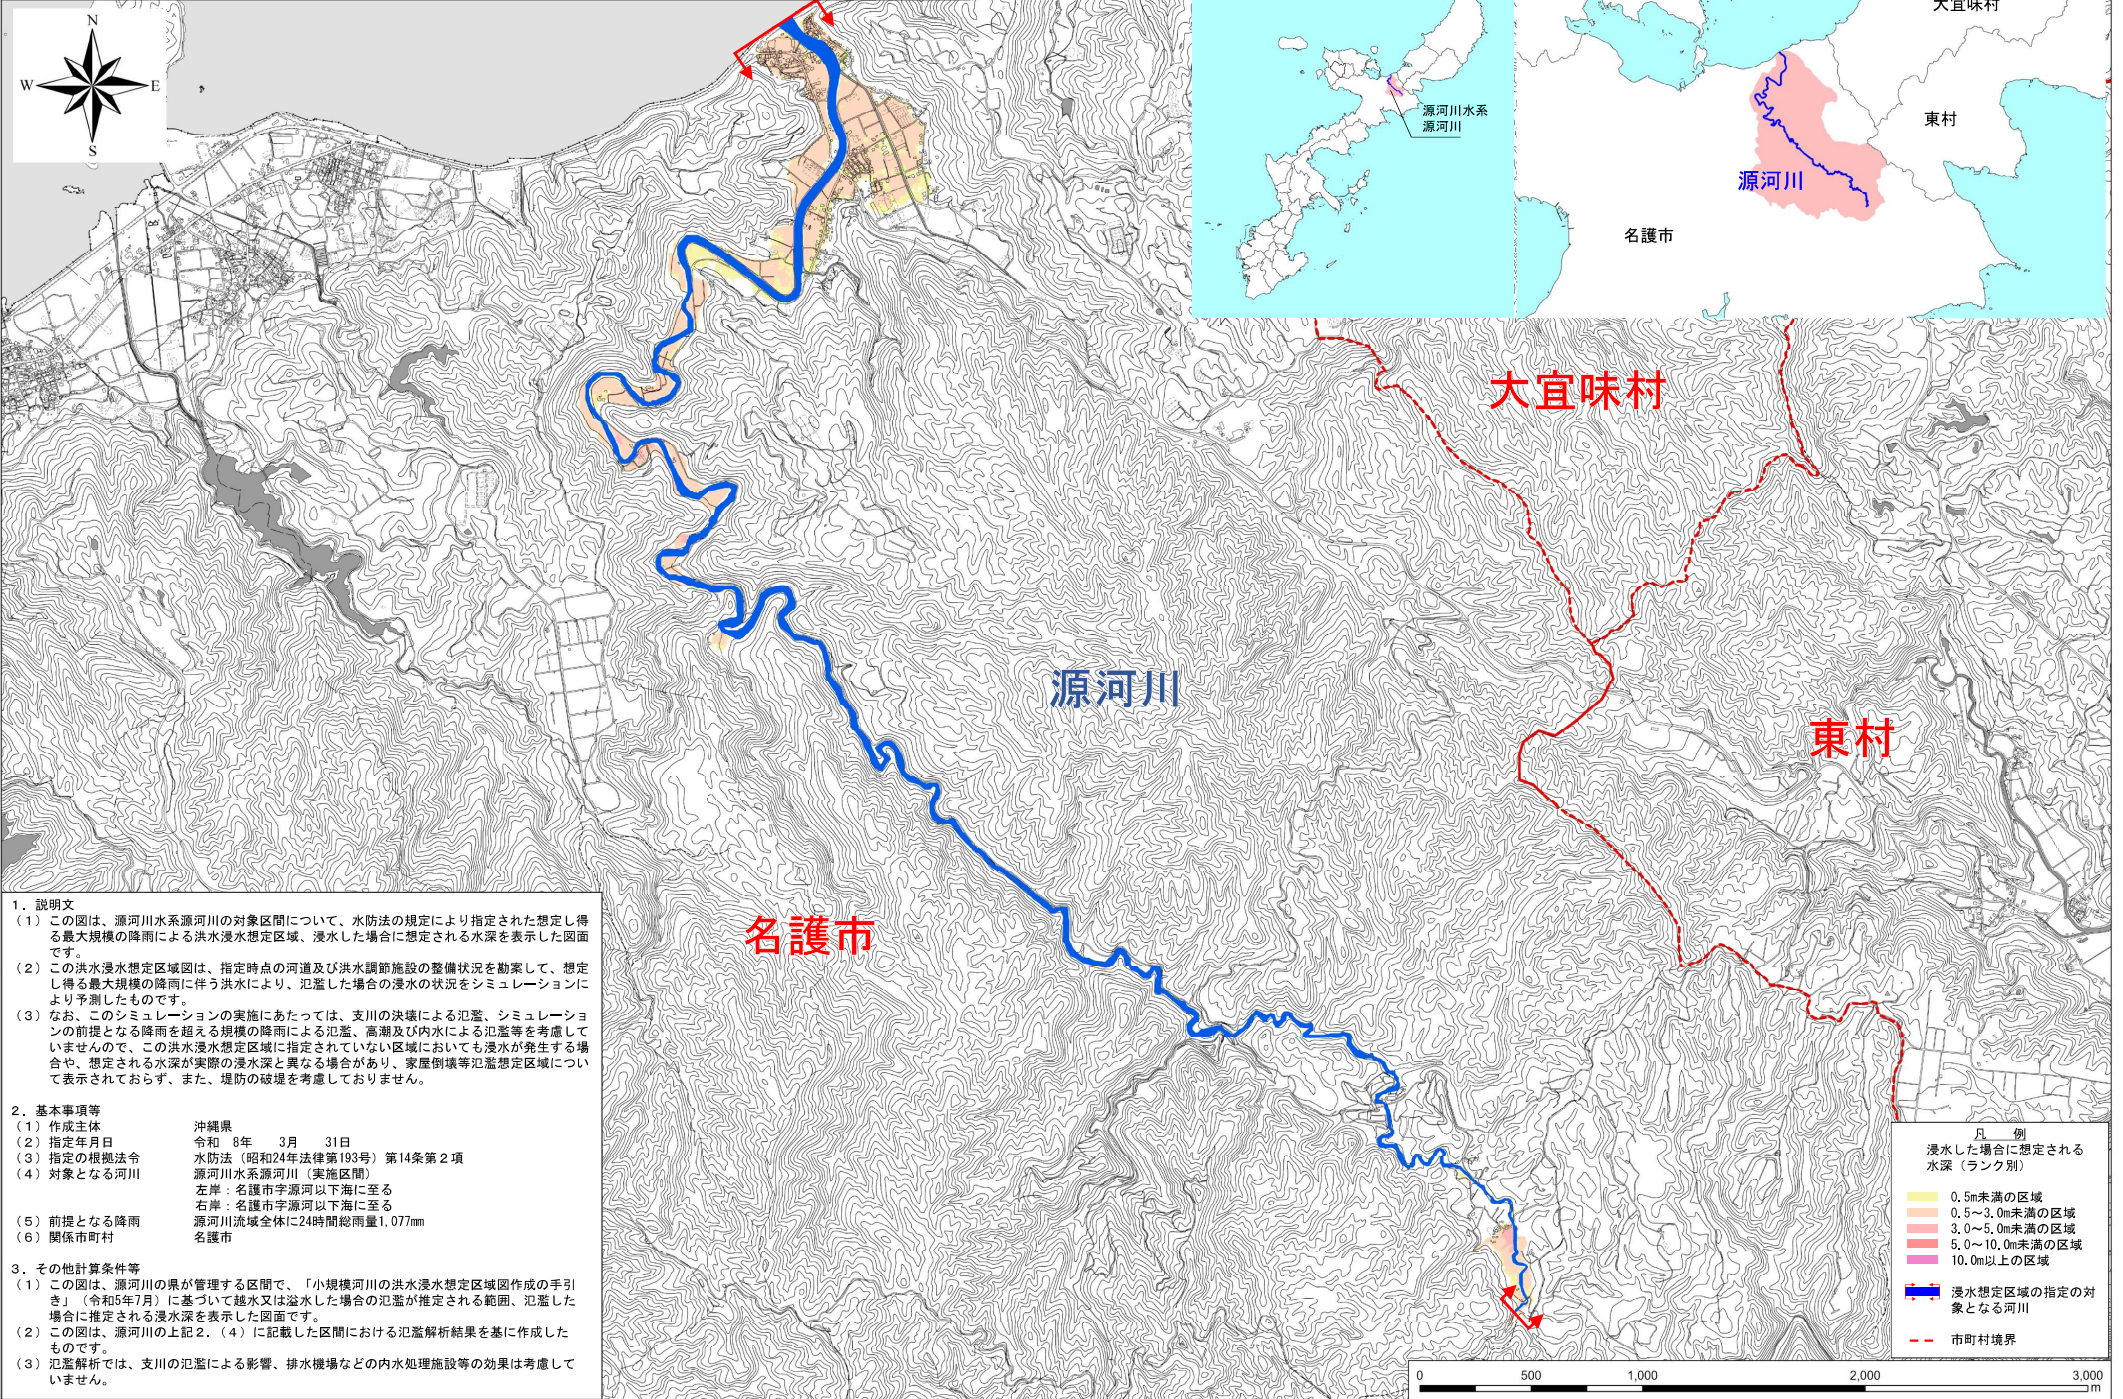 N
W
E
S
源河川水系
源河川
大宜味村
東村
源河川
名護市
大宜味村
東村
源河川
名護市
1．説明文
（1）この図は、源河川水系源河川の対象区間について、水防法の規定により指定された想定し得
る最大規模の降雨による洪水浸水想定区域、浸水した場合に想定される水深を表示した図面
です。
（2）この洪水浸水想定区域図は、指定時点の河道及び洪水調節施設の整備状況を勘案して、想定
し得る最大規模の降雨に伴う洪水により、氾濫した場合の浸水の状況をシミュレーションに
より予測したものです。
（3）なお、このシミュレーションの実施にあたっては、支川の決壊による氾濫、シミュレーショ
ンの前提となる降雨を超える規模の降雨による氾濫、高潮及び内水による氾濫等を考慮して
いませんので、この洪水浸水想定区域に指定されていない区域においても浸水が発生する場
合や、想定される水深が実際の浸水深と異なる場合があり、家屋倒壊等氾濫想定区域につい
て表示されておらず、また、堤防の破堤を考慮しておりません。
2．基本事項等
（1）作成主体 沖縄県
（2）指定年月日 令和 8年 3月 31日
（3）指定の根拠法令 水防法（昭和24年法律第193号）第14条第2項
（4）対象となる河川 源河川水系源河川（実施区間）
左岸：名護市字源河以下海に至る
右岸：名護市字源河以下海に至る
（5）前提となる降雨 源河川流域全体に24時間総雨量1,077mm
（6）関係市町村 名護市
3．その他計算条件等
（1）この図は、源河川の県が管理する区間で、「小規模河川の洪水浸水想定区域図作成の手引
き」（令和5年7月）に基づいて越水又は溢水した場合の氾濫が推定される範囲、氾濫した
場合に推定される浸水深を表示した図面です。
（2）この図は、源河川の上記2．（4）に記載した区間における氾濫解析結果を基に作成した
ものです。
（3）氾濫解析では、支川の氾濫による影響、排水機場などの内水処理施設等の効果は考慮して
いません。
凡 例
浸水した場合に想定される
水深（ランク別）
0.5m未満の区域
0.5～3.0m未満の区域
3.0～5.0m未満の区域
5.0～10.0m未満の区域
10.0m以上の区域
浸水想定区域の指定の対
象となる河川
市町村境界
0 500 1,000 2,000 3,000
m